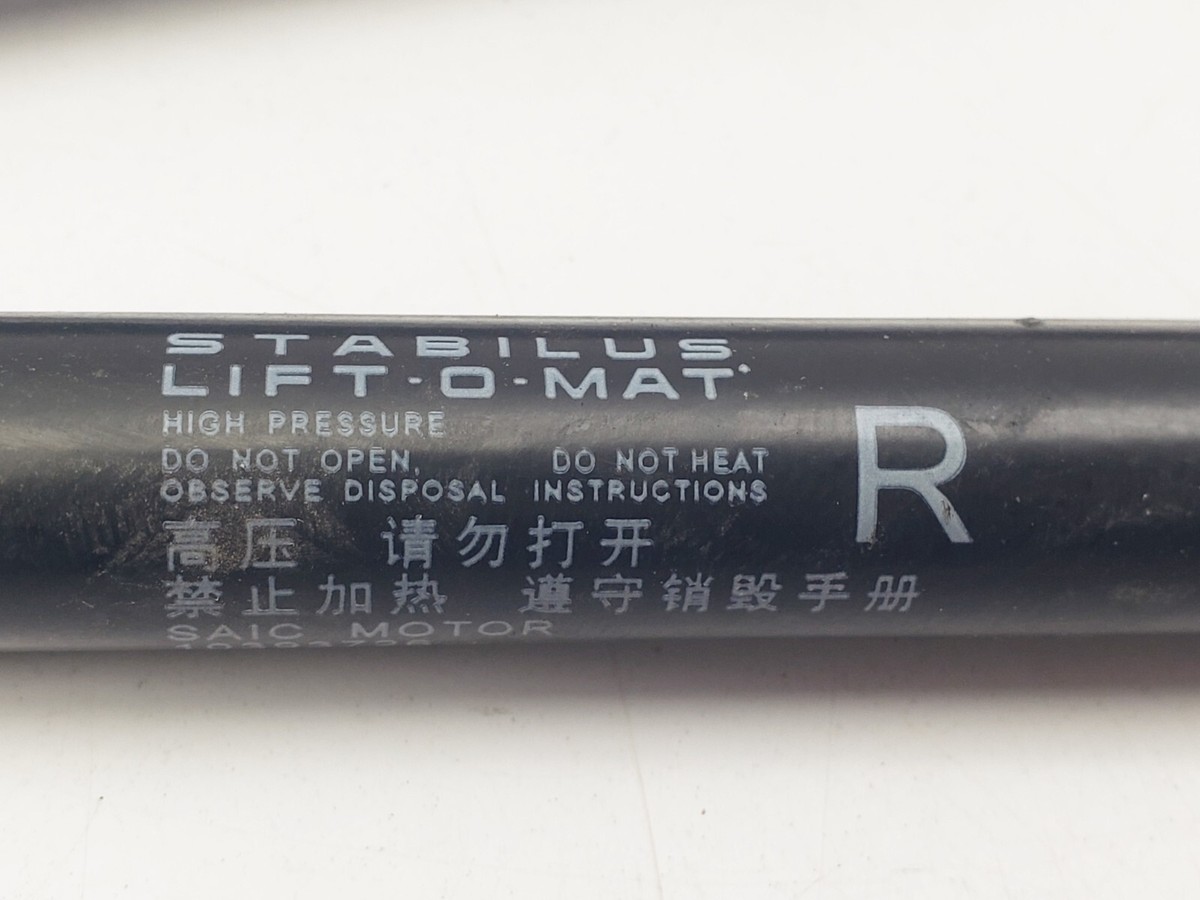 STABILUS
LIFT-O-MAT
HIGH PRESSURE
DO NOT OPEN, DO NOT HEAT
OBSERVE DISPOSAL INSTRUCTIONS
R
高压 请勿打开
禁止加热 遵守销毁手册
SAIC MOTOR